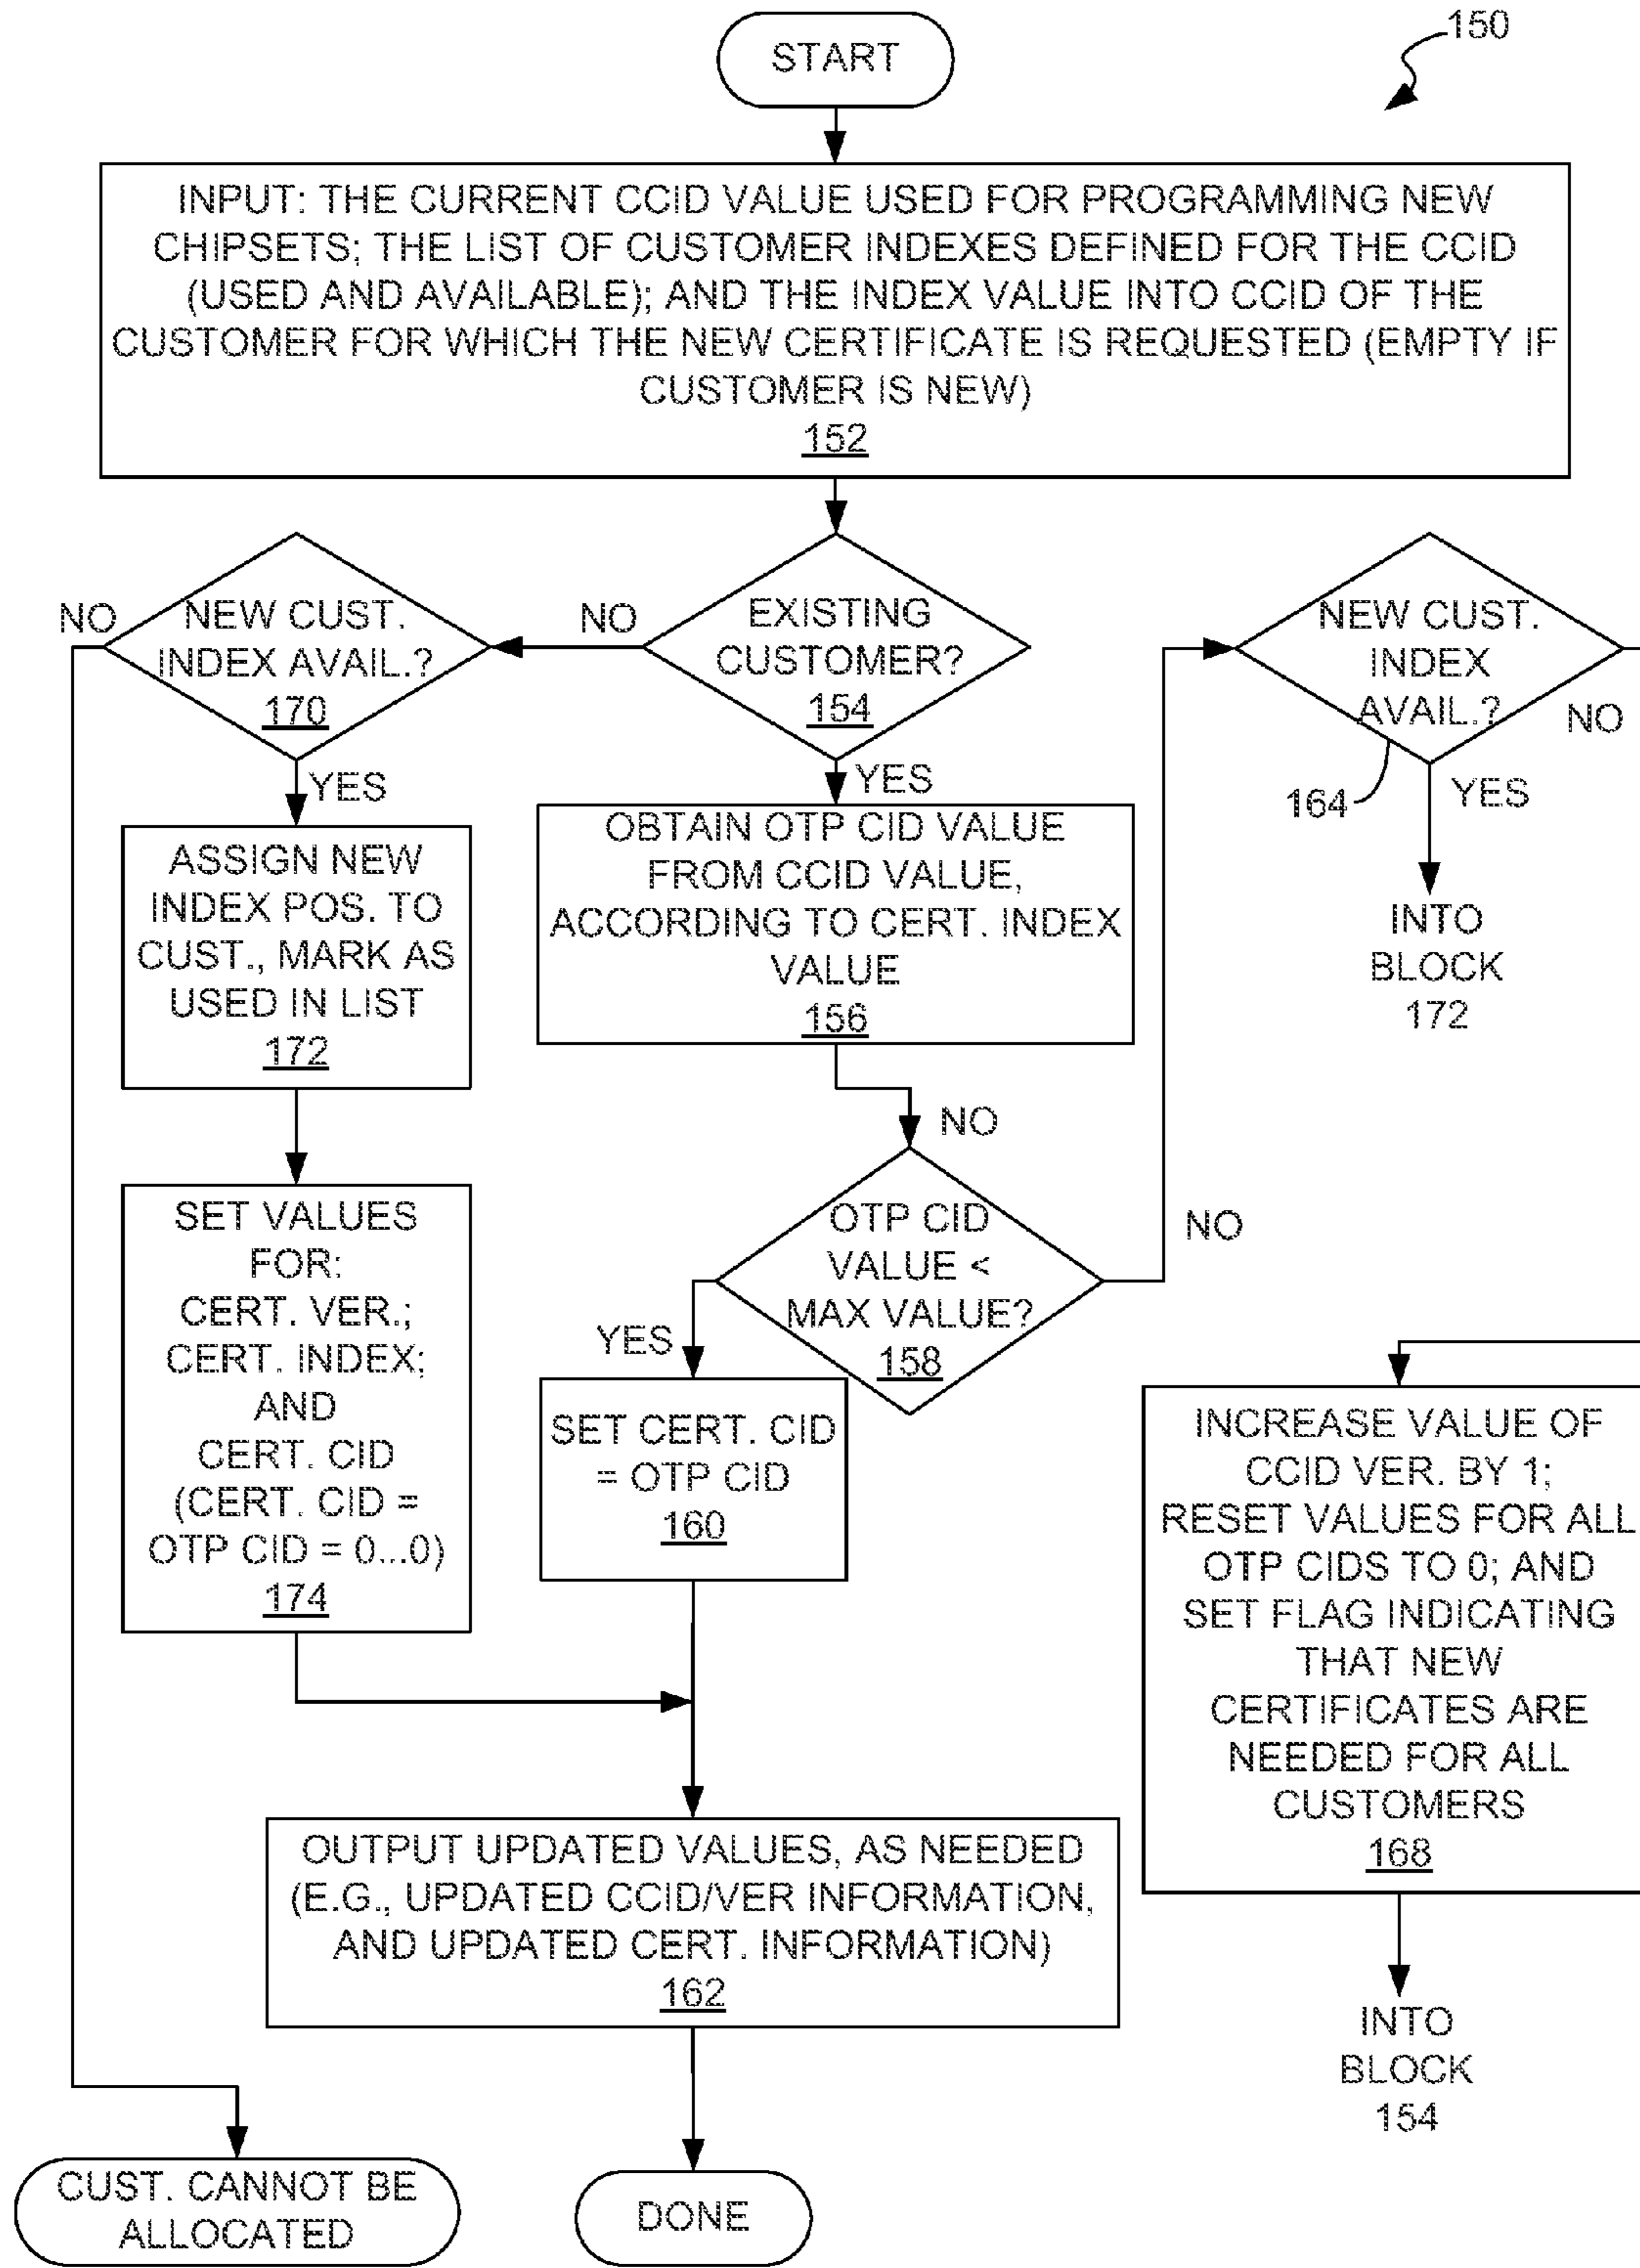 START
150
INPUT: THE CURRENT CCID VALUE USED FOR PROGRAMMING NEW
CHIPSETS; THE LIST OF CUSTOMER INDEXES DEFINED FOR THE CCID
(USED AND AVAILABLE); AND THE INDEX VALUE INTO CCID OF THE
CUSTOMER FOR WHICH THE NEW CERTIFICATE IS REQUESTED (EMPTY IF
CUSTOMER IS NEW)
152
NO
NEW CUST.
INDEX AVAIL.?
170
NO
EXISTING
CUSTOMER?
154
NEW CUST.
INDEX
AVAIL.?
NO
164
YES
INTO
BLOCK
172
YES
ASSIGN NEW
INDEX POS. TO
CUST., MARK AS
USED IN LIST
172
YES
OBTAIN OTP CID VALUE
FROM CCID VALUE,
ACCORDING TO CERT. INDEX
VALUE
156
NO
OTP CID
VALUE <
MAX VALUE?
158
NO
YES
SET VALUES
FOR:
CERT. VER.;
CERT. INDEX;
AND
CERT. CID
(CERT. CID =
OTP CID = 0...0)
174
SET CERT. CID
= OTP CID
160
INCREASE VALUE OF
CCID VER. BY 1;
RESET VALUES FOR ALL
OTP CIDS TO 0; AND
SET FLAG INDICATING
THAT NEW
CERTIFICATES ARE
NEEDED FOR ALL
CUSTOMERS
168
INTO
BLOCK
154
OUTPUT UPDATED VALUES, AS NEEDED
(E.G., UPDATED CCID/VER INFORMATION,
AND UPDATED CERT. INFORMATION)
162
CUST. CANNOT BE
ALLOCATED
DONE